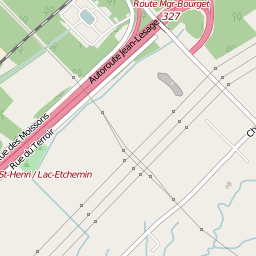 Route Mgr-Bourget
327
Autoroute Jean-Lesage
Rue des Moissons
Rue du Terroir
St-Henri / Lac-Etchemin
Ch